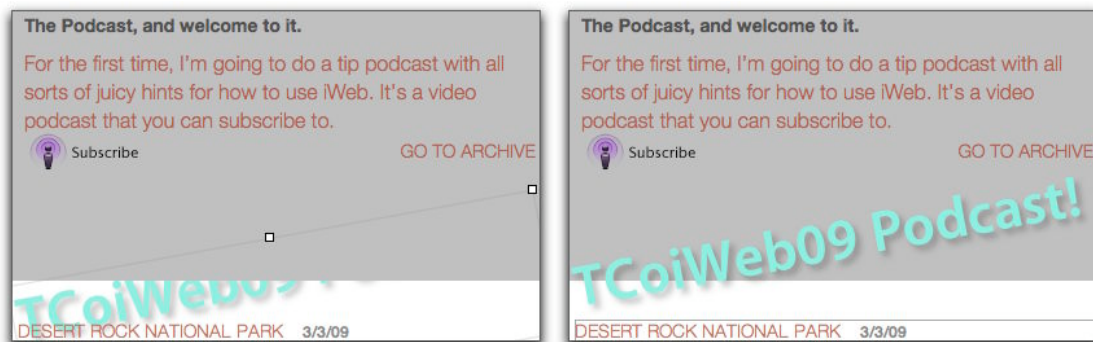 The Podcast, and welcome to it.
For the first time, I'm going to do a tip podcast with all
sorts of juicy hints for how to use iWeb. It's a video
podcast that you can subscribe to.
Subscribe GO TO ARCHIVE
TCoiWeb09
DESERT ROCK NATIONAL PARK 3/3/09
The Podcast, and welcome to it.
For the first time, I'm going to do a tip podcast with all
sorts of juicy hints for how to use iWeb. It's a video
podcast that you can subscribe to.
Subscribe GO TO ARCHIVE
TCoiWeb09 Podcast!
DESERT ROCK NATIONAL PARK 3/3/09